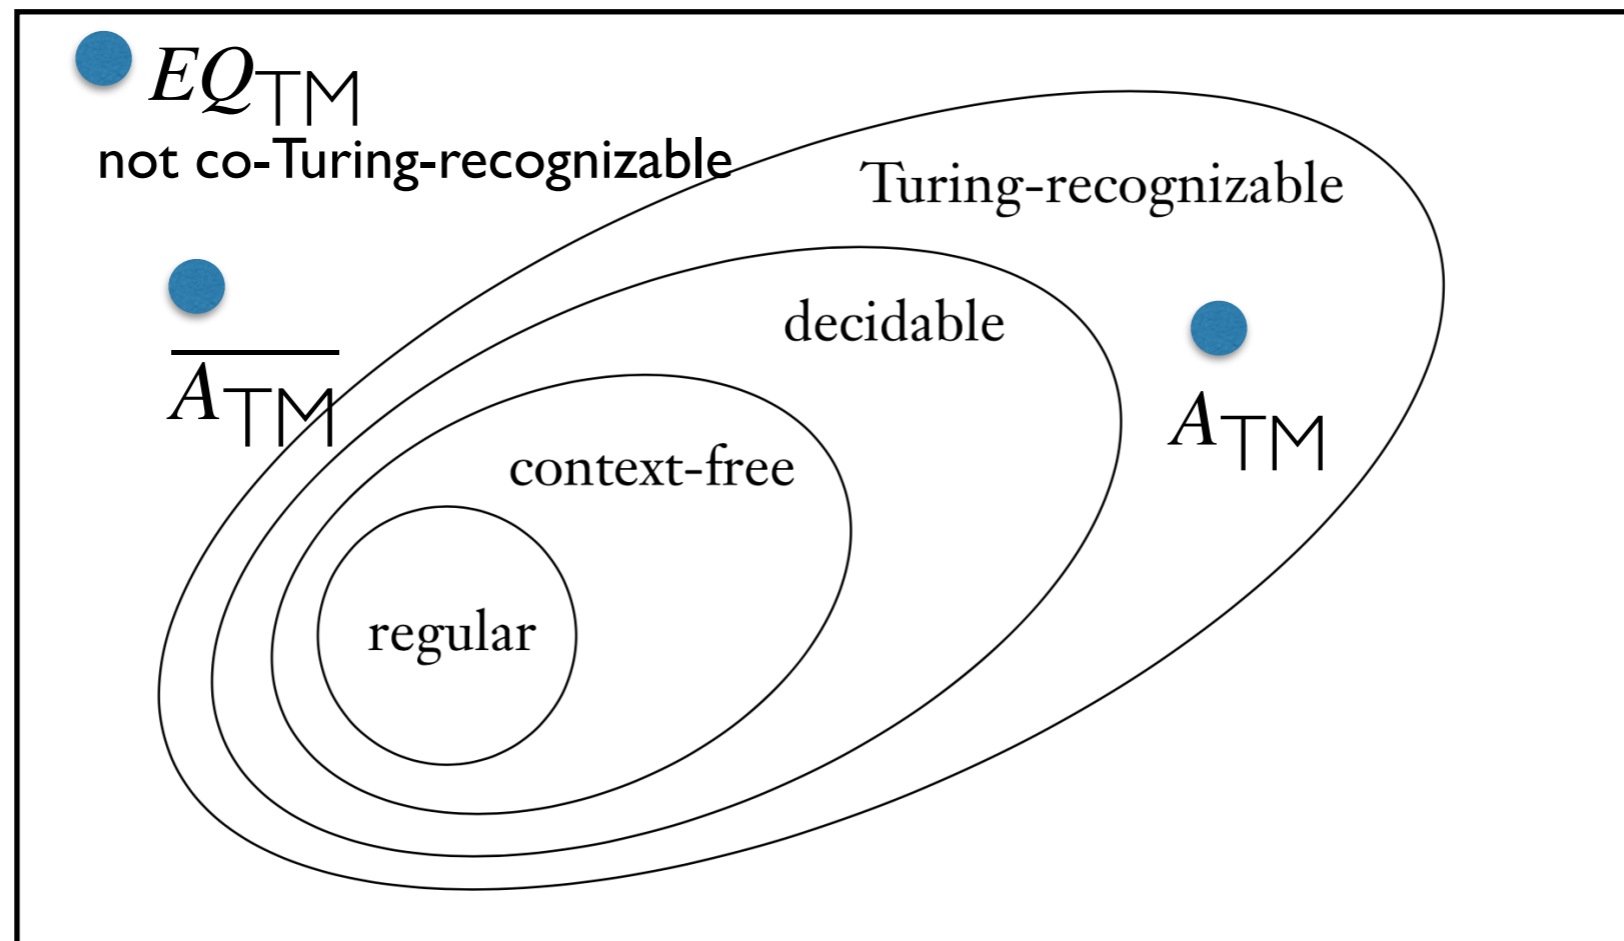 EQTM
not co-Turing-recognizable
Turing-recognizable
decidable
ATM
ATM
context-free
regular